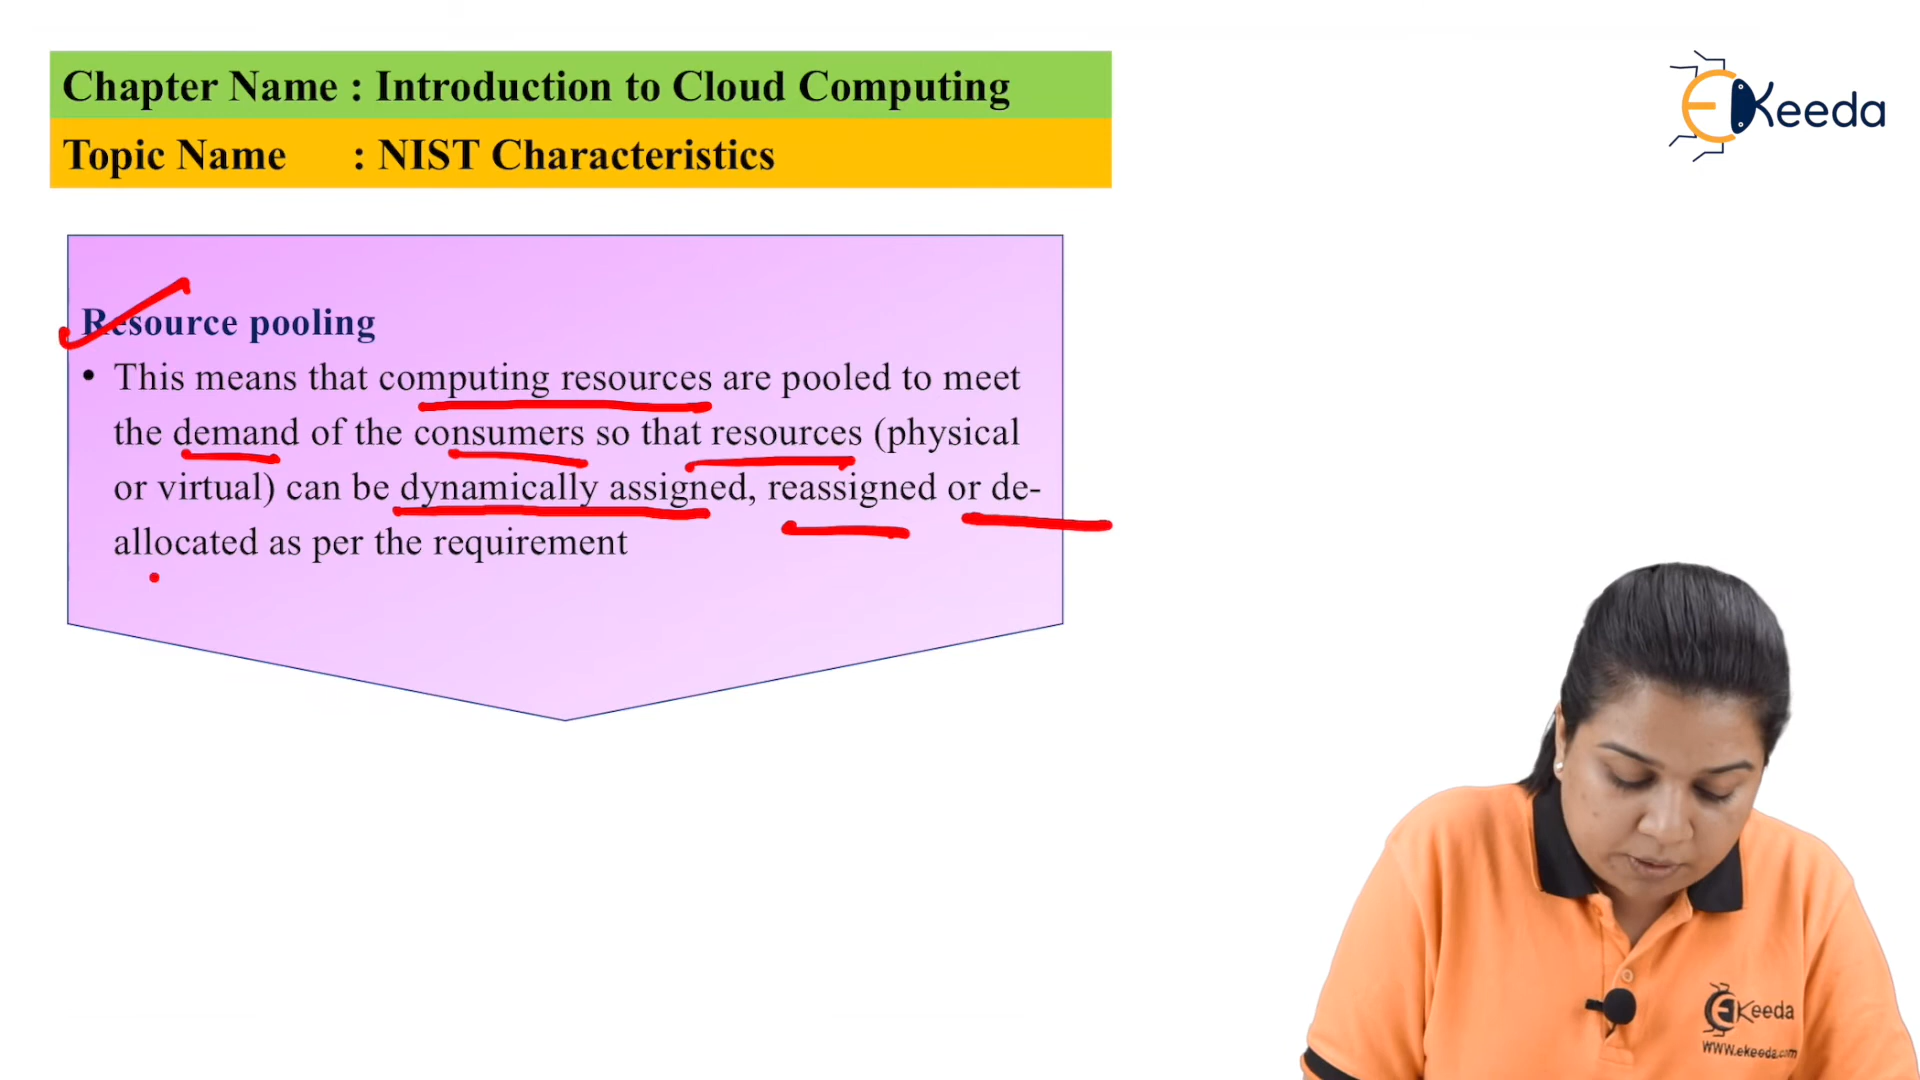 Chapter Name : Introduction to Cloud Computing
Topic Name : NIST Characteristics
EKeeda
Resource pooling
• This means that computing resources are pooled to meet
the demand of the consumers so that resources (physical
or virtual) can be dynamically assigned, reassigned or de-
allocated as per the requirement
EKeeda
WWW.ekeeda.com